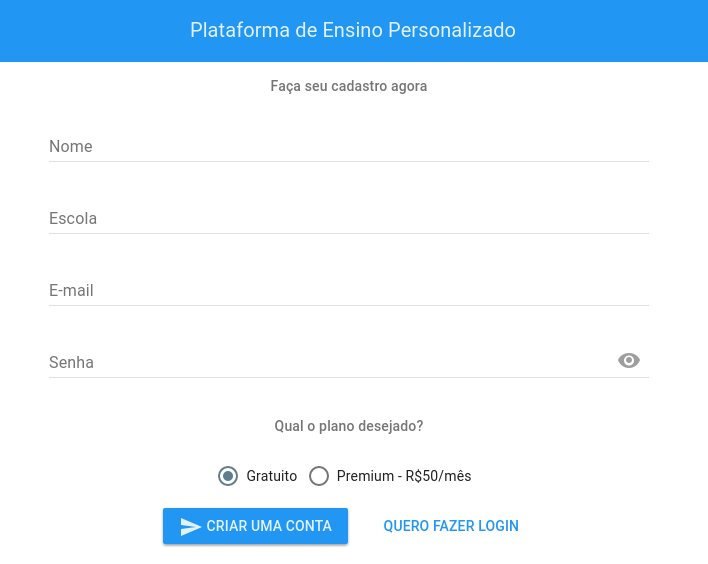 Plataforma de Ensino Personalizado
Faça seu cadastro agora
Nome
Escola
E-mail
Senha
Qual o plano desejado?
Gratuito Premium - R$50/mês
CRIAR UMA CONTA QUERO FAZER LOGIN